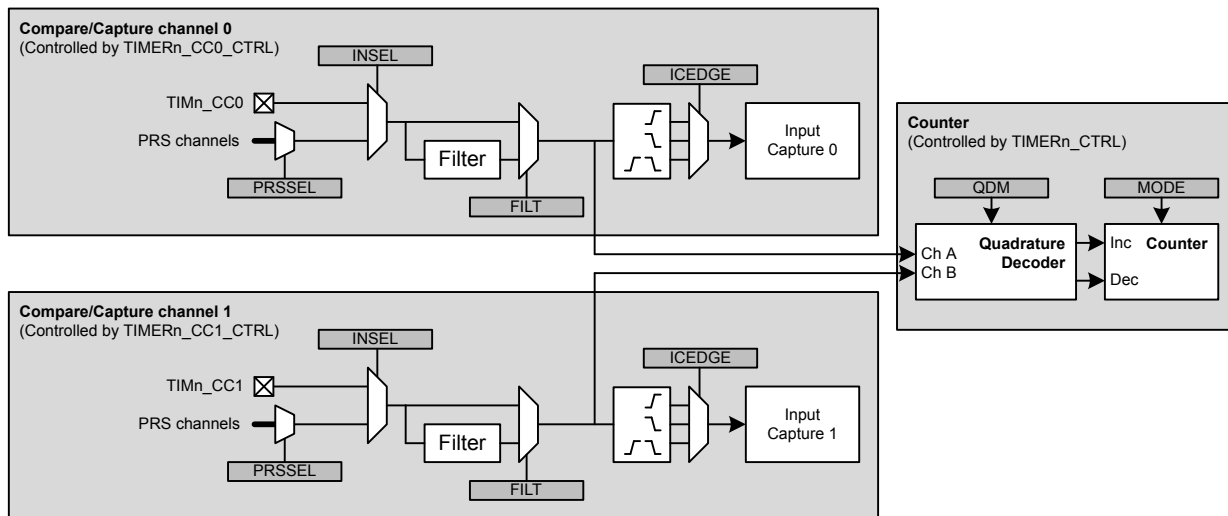 Compare/Capture channel 0
(Controlled by TIMERn_CC0_CTRL)
INSEL
ICEDGE
TIMn_CC0
PRS channels
Filter
Input
Capture 0
PRSSEL
FILT
Counter
(Controlled by TIMERn_CTRL)
QDM
MODE
Ch A
Ch B
Quadrature
Decoder
Inc
Counter
Dec
Compare/Capture channel 1
(Controlled by TIMERn_CC1_CTRL)
INSEL
ICEDGE
TIMn_CC1
PRS channels
Filter
Input
Capture 1
PRSSEL
FILT